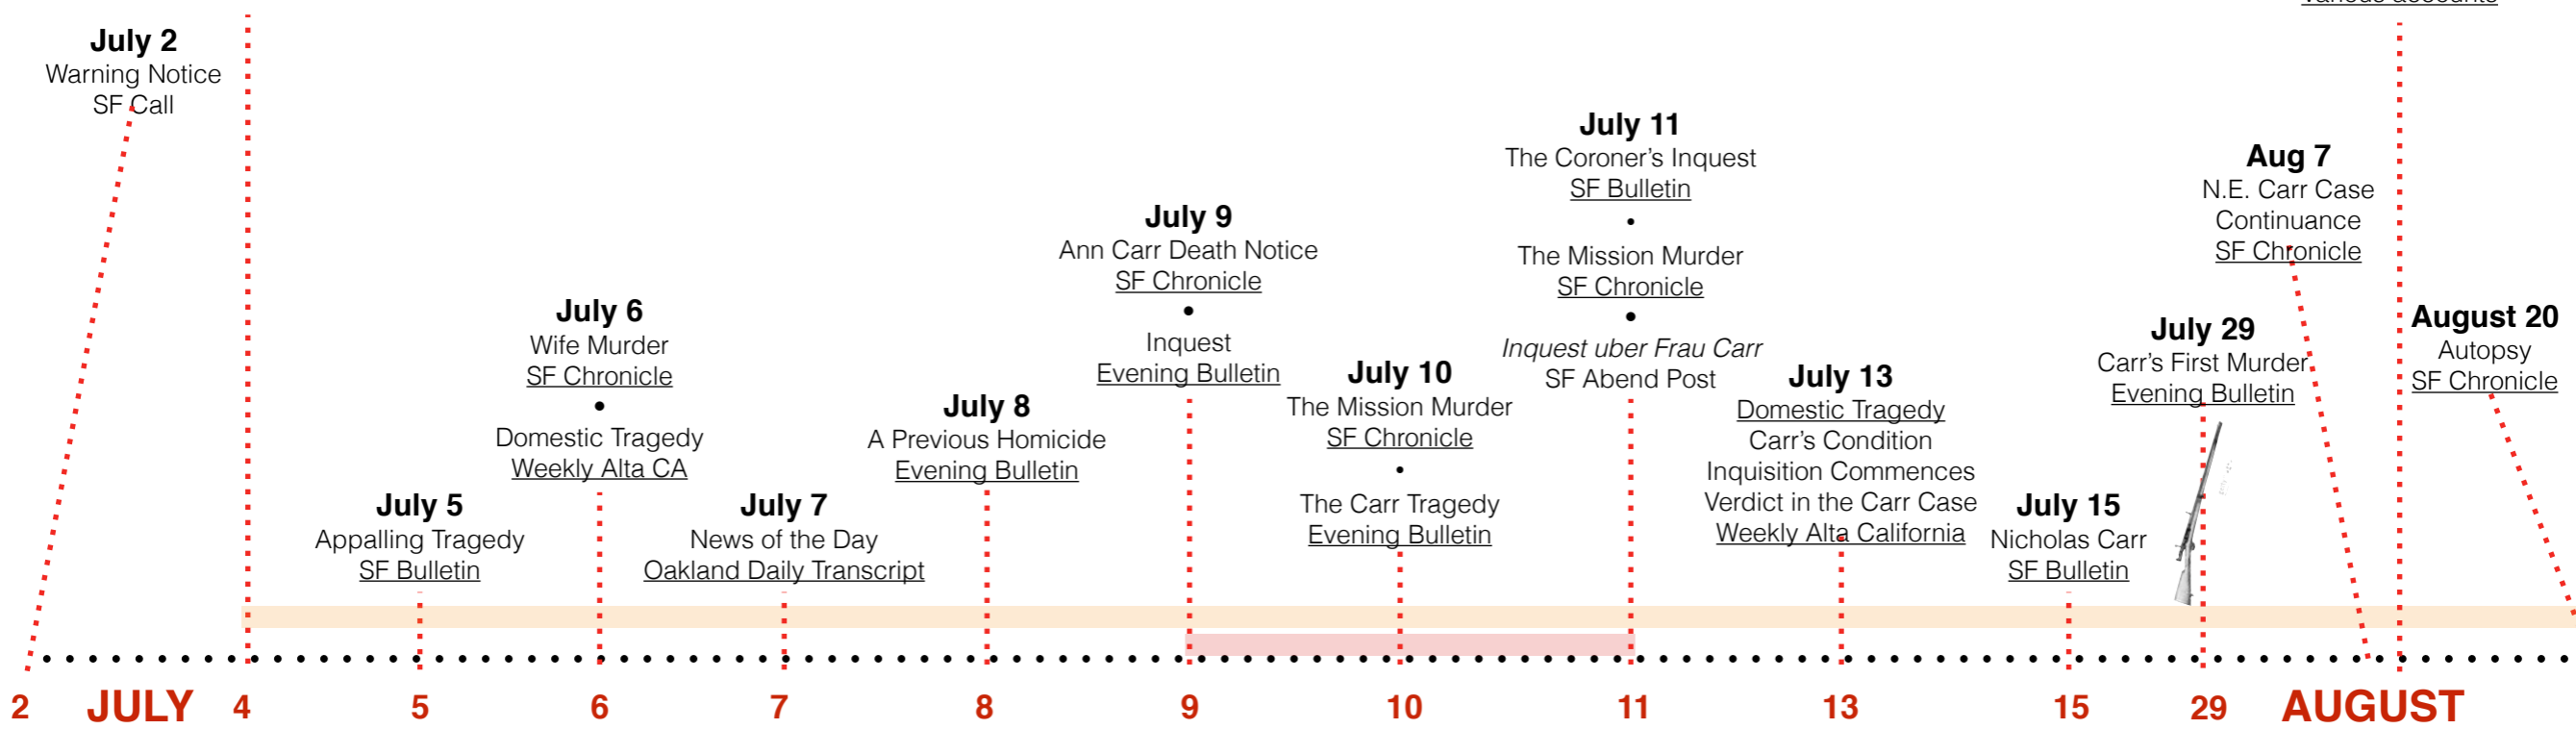 Various accounts
July 2
Warning Notice
SF Call
July 5
Appalling Tragedy
SF Bulletin
July 6
Wife Murder
SF Chronicle
•
Domestic Tragedy
Weekly Alta CA
July 7
News of the Day
Oakland Daily Transcript
July 8
A Previous Homicide
Evening Bulletin
July 9
Ann Carr Death Notice
SF Chronicle
•
Inquest
Evening Bulletin
July 10
The Mission Murder
SF Chronicle
•
The Carr Tragedy
Evening Bulletin
July 11
The Coroner’s Inquest
SF Bulletin
•
The Mission Murder
SF Chronicle
•
Inquest uber Frau Carr
SF Abend Post
July 13
Domestic Tragedy
Carr’s Condition
Inquisition Commences
Verdict in the Carr Case
Weekly Alta California
July 15
Nicholas Carr
SF Bulletin
July 29
Carr’s First Murder
Evening Bulletin
Aug 7
N.E. Carr Case
Continuance
SF Chronicle
August 20
Autopsy
SF Chronicle
2 JULY 4 5 6 7 8 9 10 11 13 15 29 AUGUST